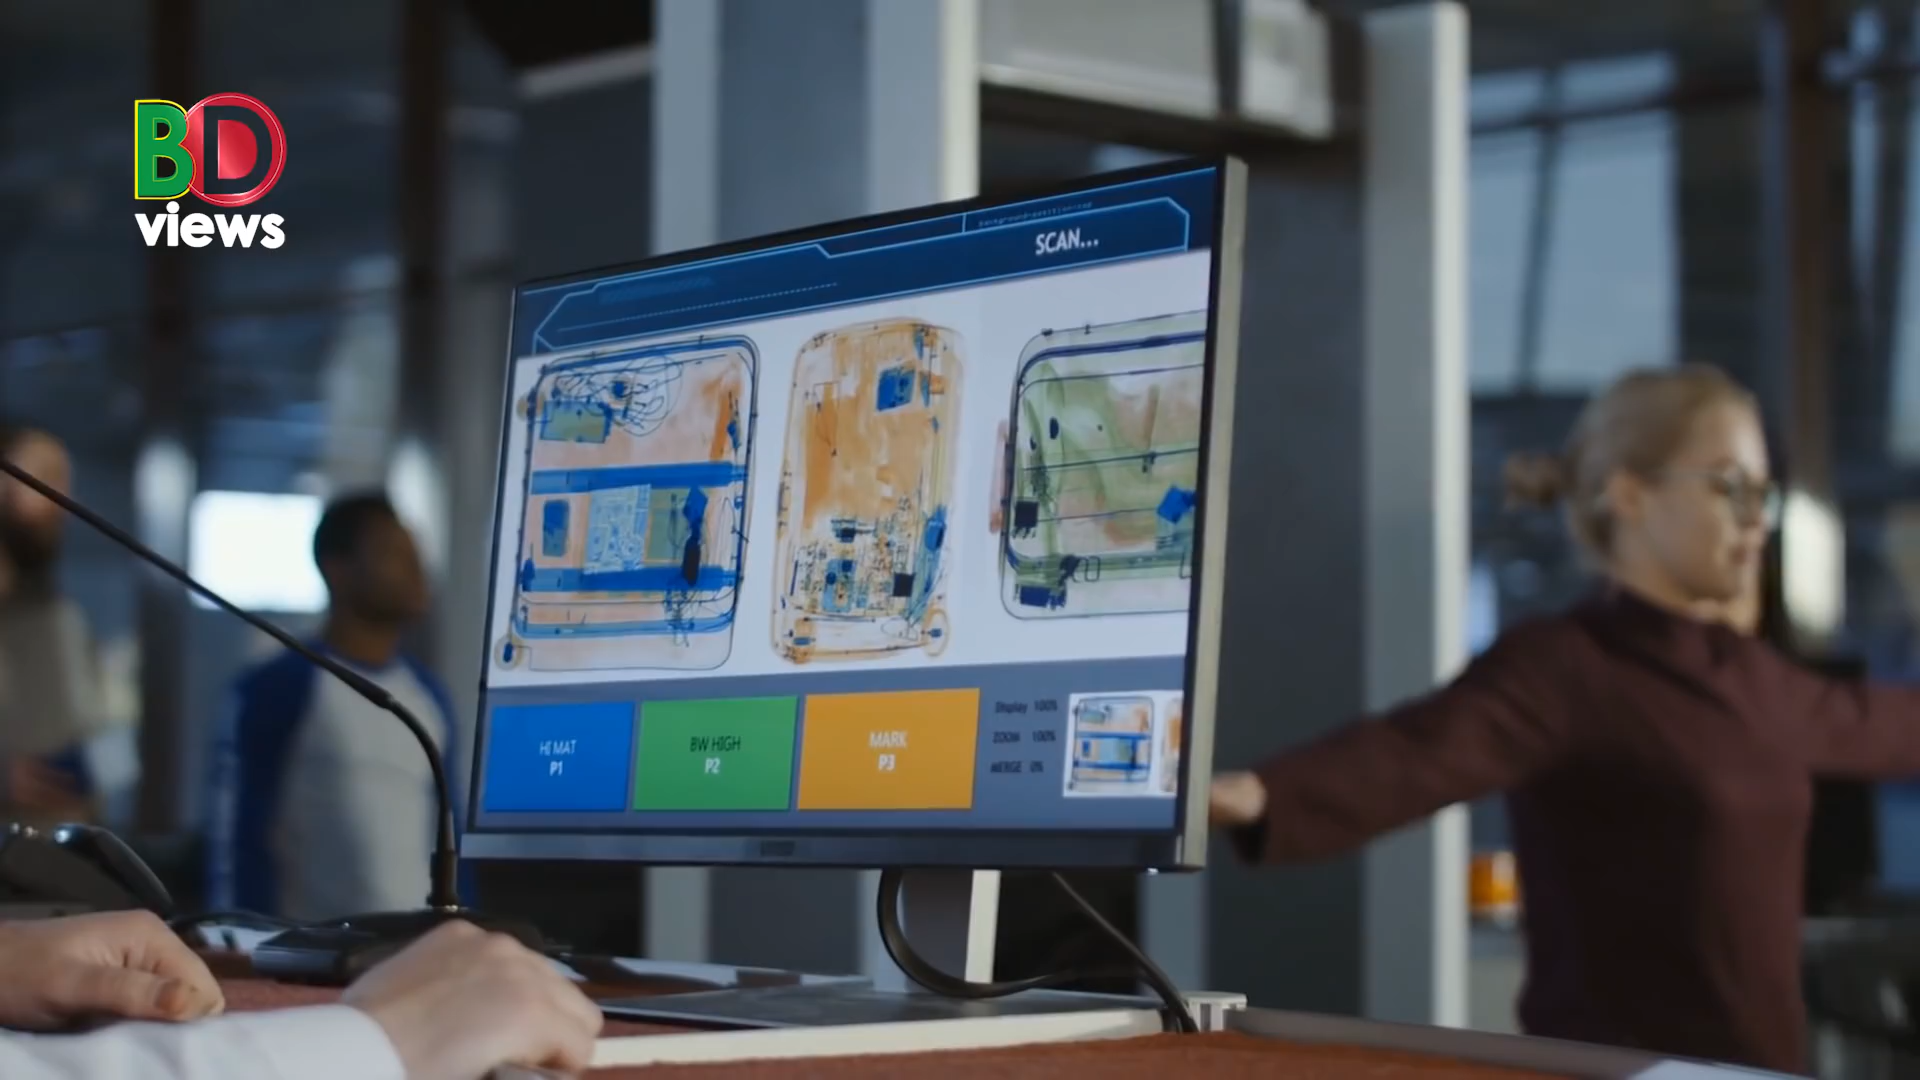 BD
views
SCAN...
HI MAT
P1
BW HIGH
P2
MARK
P3
Display 100%
ZOOM 100%
MERGE 0%